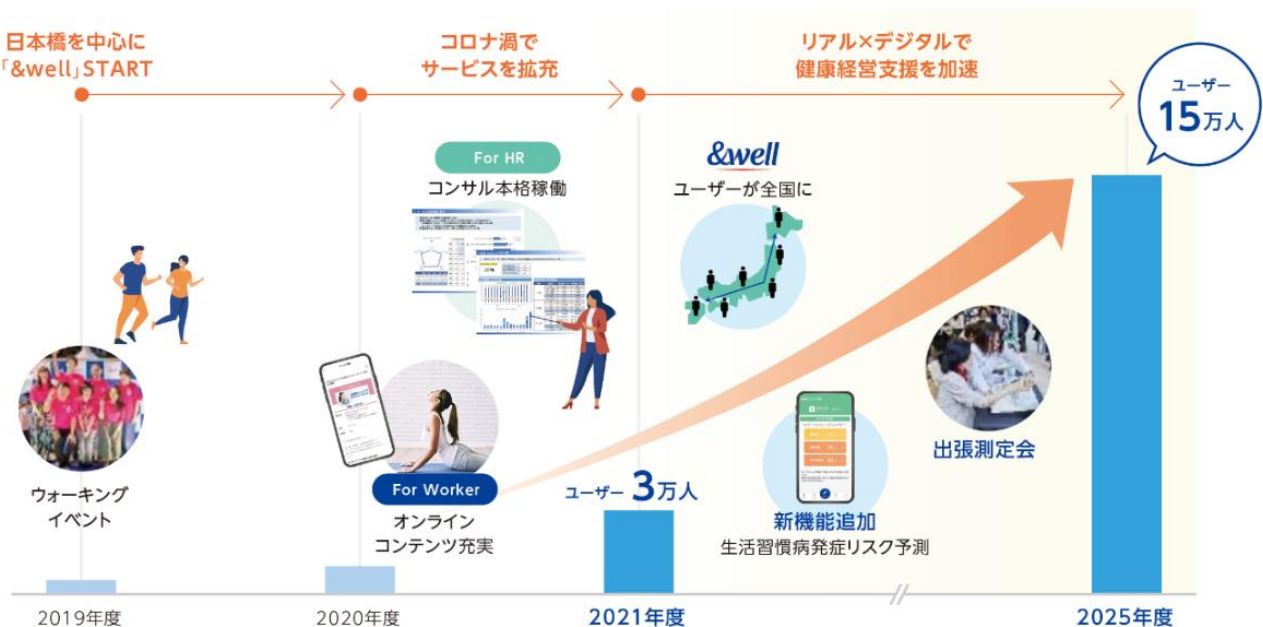 日本橋を中心に
「&well」START
コロナ渦で
サービスを拡充
リアル×デジタルで
健康経営支援を加速
ユーザー
15万人
For HR
コンサル本格稼働
&well
ユーザーが全国に
ウォーキング
イベント
For Worker
オンライン
コンテンツ充実
ユーザー 3万人
新機能追加
生活習慣病発症リスク予測
出張測定会
2019年度
2020年度
2021年度
2025年度